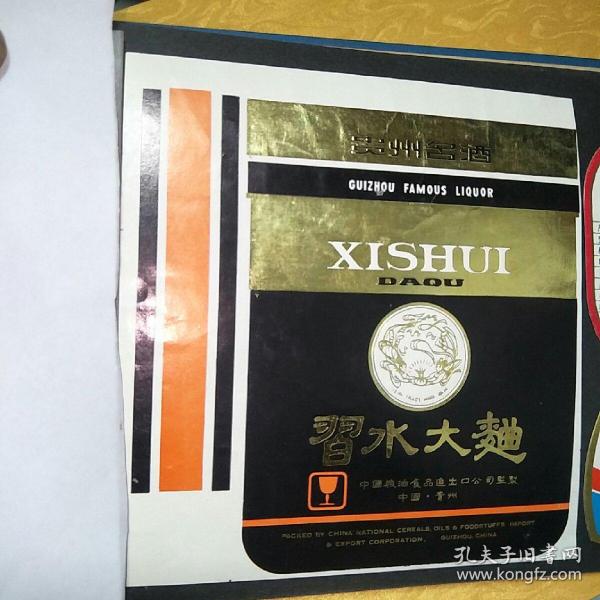 贵州名酒
GUIZHOU FAMOUS LIQUOR
XISHUI
DAQU
習水大麯
中國糧油食品進出口公司監製
中國·貴州
PACKED BY CHINA NATIONAL CEREALS, OILS & FOODSTUFFS IMPORT
& EXPORT CORPORATION, GUIZHOU, CHINA
孔夫子旧书网
www.kongfz.com